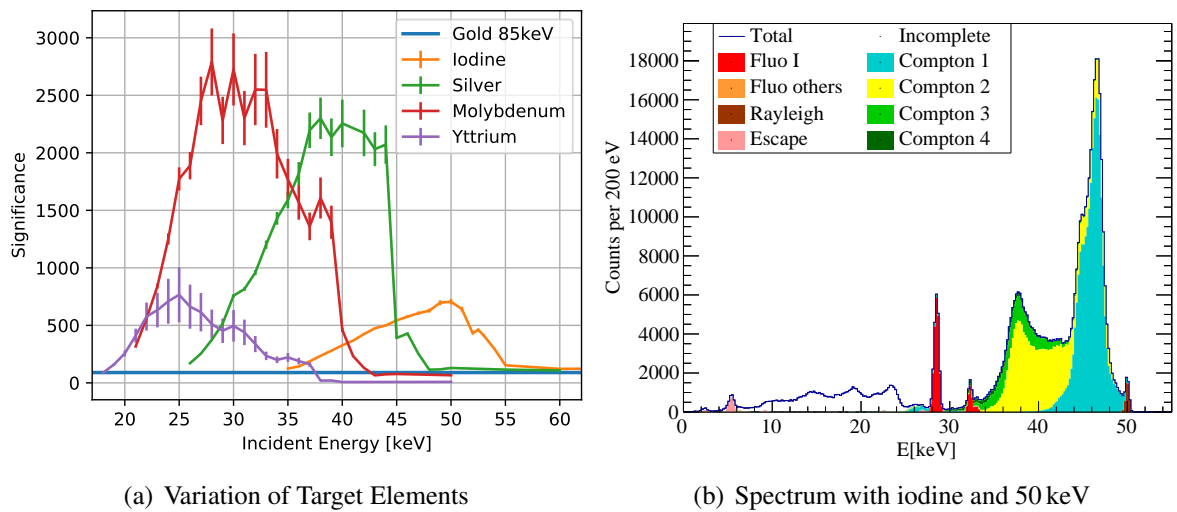 3000
2500
2000
1500
1000
500
0
Significance
20 25 30 35 40 45 50 55 60
Incident Energy [keV]
Gold 85keV
Iodine
Silver
Molybdenum
Yttrium
(a) Variation of Target Elements
18000
16000
14000
12000
10000
8000
6000
4000
2000
0
Counts per 200 eV
0 10 20 30 40 50
E[keV]
Total Incomplete
Fluo I Compton 1
Fluo others Compton 2
Rayleigh Compton 3
Escape Compton 4
(b) Spectrum with iodine and 50 keV